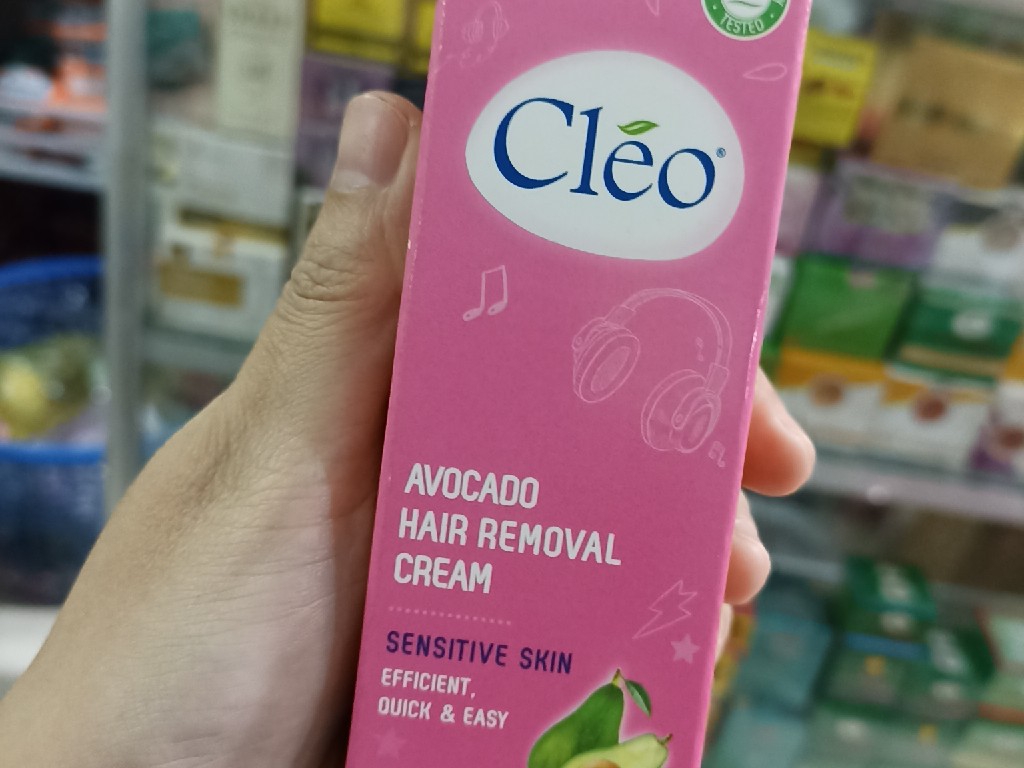 TESTED
Cléo®
AVOCADO
HAIR REMOVAL
CREAM
SENSITIVE SKIN
EFFICIENT,
QUICK & EASY